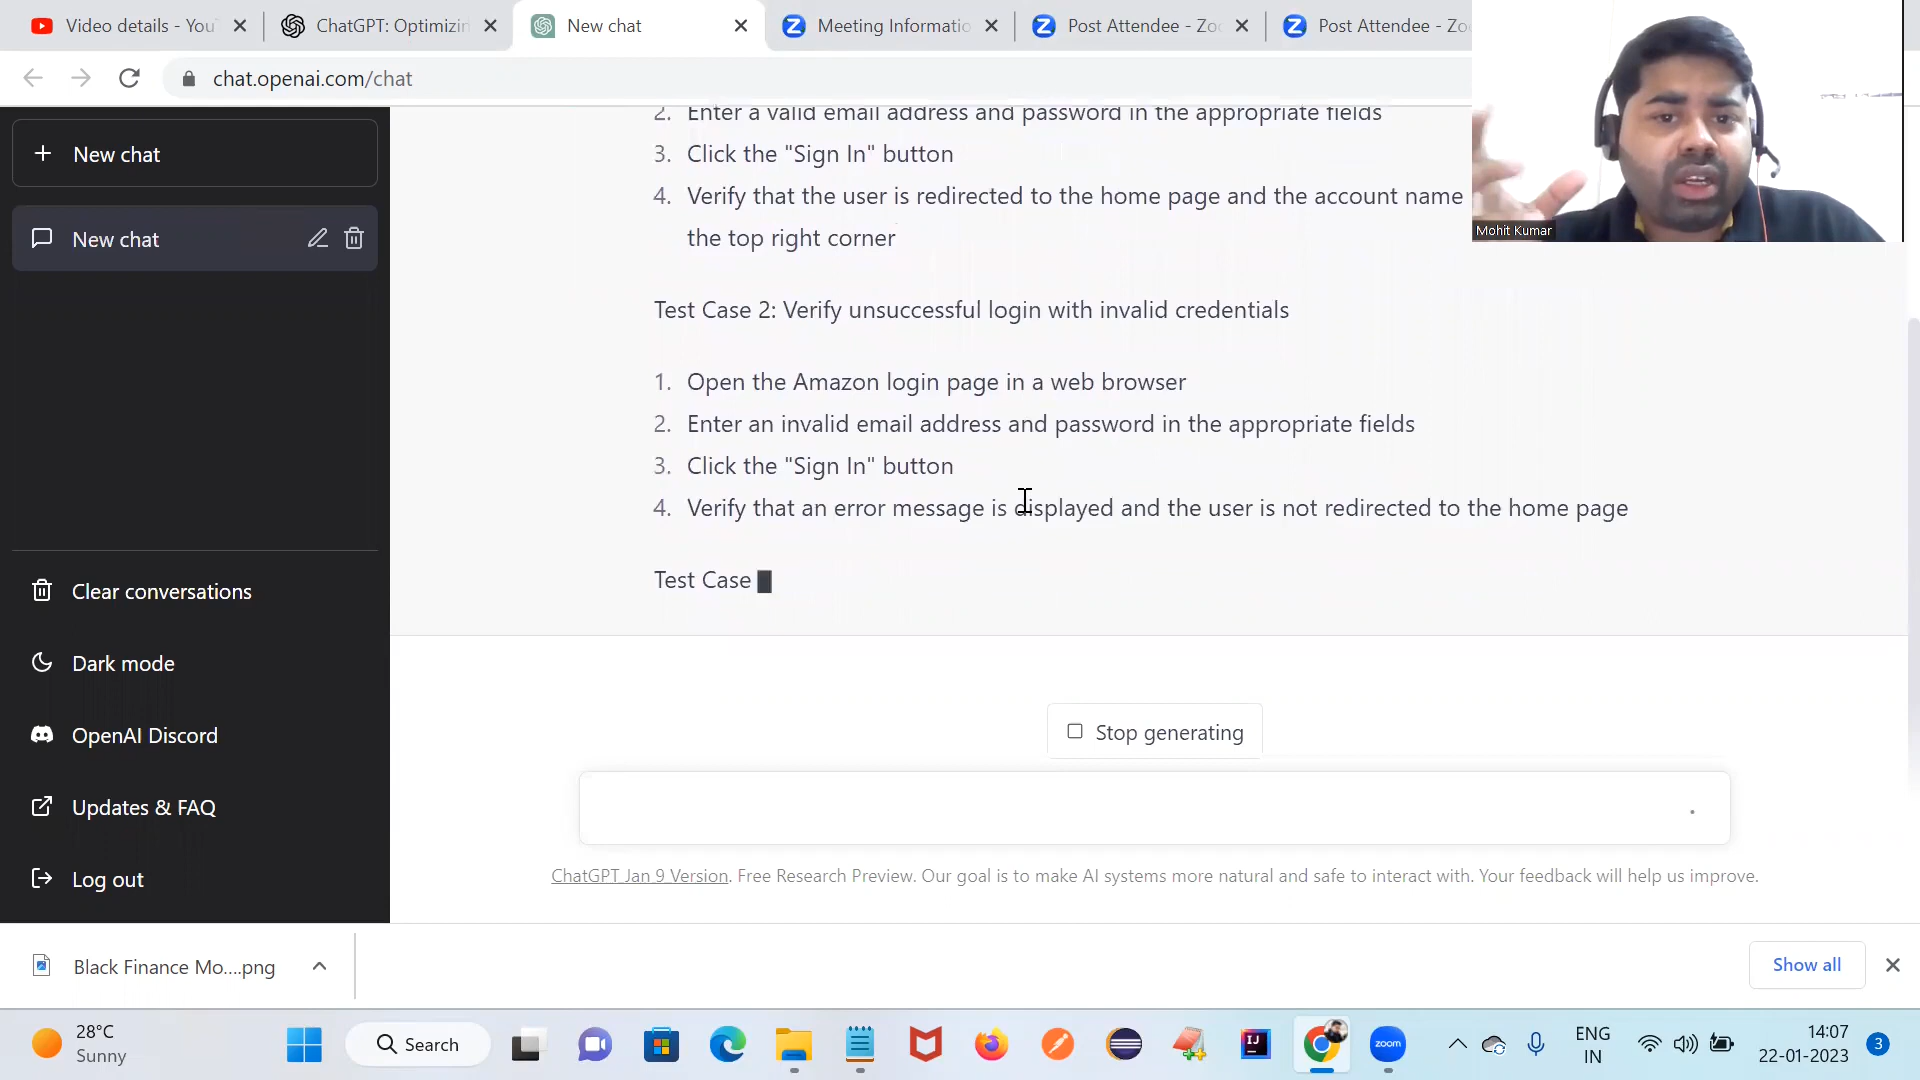 Video details - You
ChatGPT: Optimizin
New chat
Meeting Informatio
Post Attendee - Zoo
Post Attendee - Zo
chat.openai.com/chat
New chat
New chat
Clear conversations
Dark mode
OpenAI Discord
Updates & FAQ
Log out
2. Enter a valid email address and password in the appropriate fields
3. Click the "Sign In" button
4. Verify that the user is redirected to the home page and the account name
the top right corner
Test Case 2: Verify unsuccessful login with invalid credentials
1. Open the Amazon login page in a web browser
2. Enter an invalid email address and password in the appropriate fields
3. Click the "Sign In" button
4. Verify that an error message is displayed and the user is not redirected to the home page
Test Case
Stop generating
ChatGPT Jan 9 Version. Free Research Preview. Our goal is to make AI systems more natural and safe to interact with. Your feedback will help us improve.
Mohit Kumar
Black Finance Mo....png
Show all
28°C
Sunny
Search
IJ
zoom
ENG
IN
14:07
22-01-2023
3